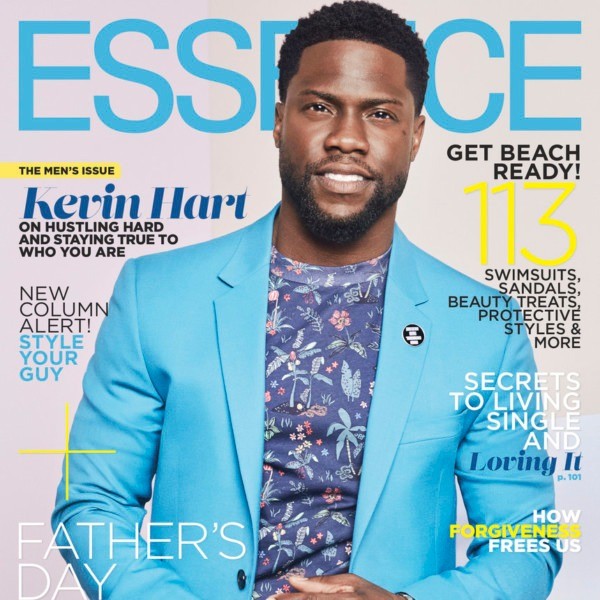 ESSENCE
THE MEN'S ISSUE
Kevin Hart
ON HUSTLING HARD
AND STAYING TRUE TO
WHO YOU ARE
NEW
COLUMN
ALERT!
STYLE
YOUR
GUY
+
FATHER'S
DAY
GET BEACH
READY!
113
SWIMSUITS,
SANDALS,
BEAUTY TREATS,
PROTECTIVE
STYLES &
MORE
SECRETS
TO LIVING
SINGLE
AND
Loving It
p. 101
HOW
FORGIVENESS
FREES US